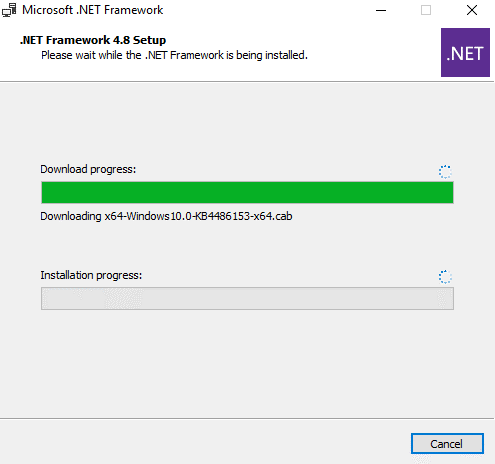 Microsoft .NET Framework
.NET Framework 4.8 Setup
Please wait while the .NET Framework is being installed.
.NET
Download progress:
Downloading x64-Windows10.0-KB4486153-x64.cab
Installation progress:
Cancel